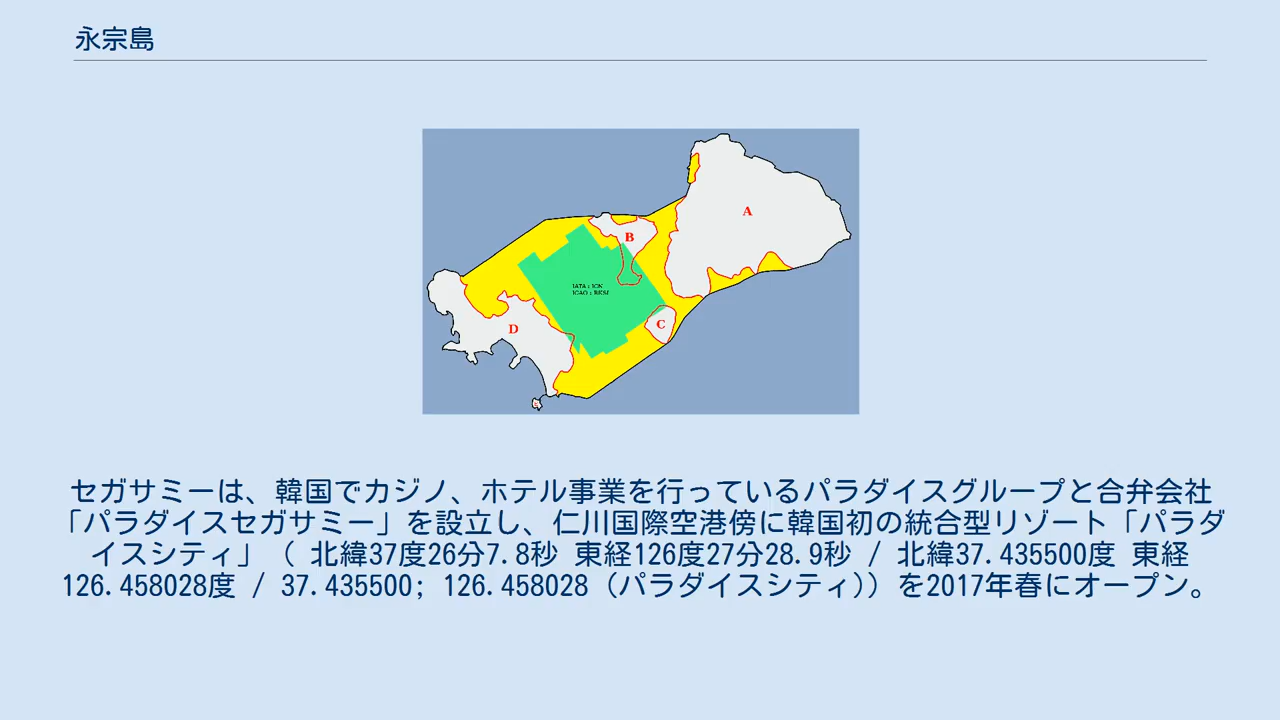 永宗島
A
B
IATA : ICN
ICAO : RKSI
C
D
セガサミーは、韓国でカジノ、ホテル事業を行っているパラダイスグループと合弁会社
「パラダイスセガサミー」を設立し、仁川国際空港傍に韓国初の統合型リゾート「パラダ
イスシティ」（ 北緯37度26分7.8秒 東経126度27分28.9秒 / 北緯37.435500度 東経
126.458028度 / 37.435500; 126.458028 (パラダイスシティ)）を2017年春にオープン。